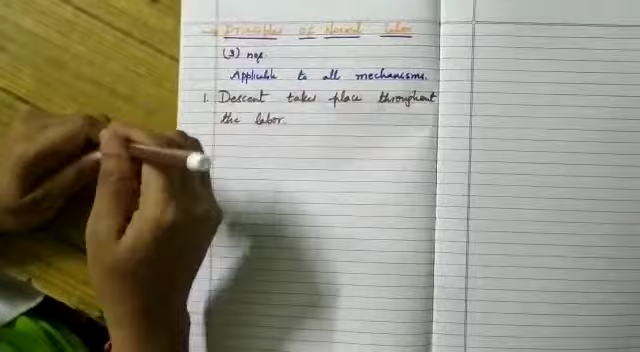 → Principles of Normal labor
(3) nos
Applicable to all mechanisms.
1. Descent takes place throughout
the labor.